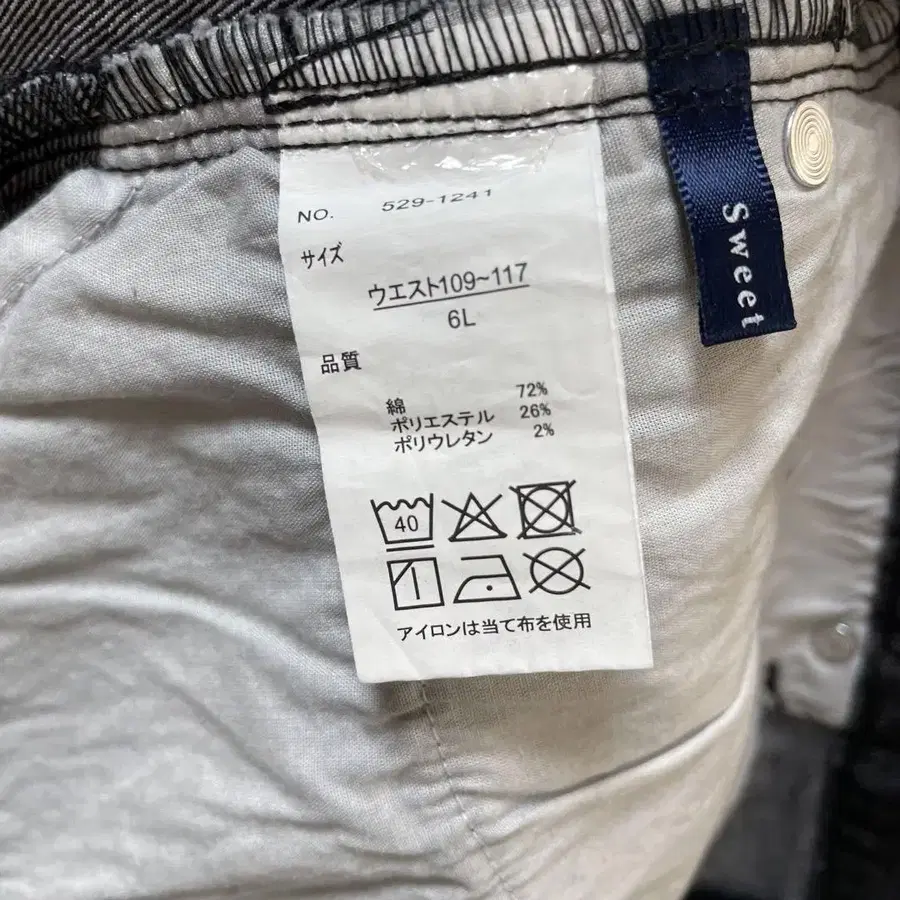 NO. 529-1241
サイズ
ウエスト109~117
6L
品質
綿 72%
ポリエステル 26%
ポリウレタン 2%
40
アイロンは当て布を使用
Sweet